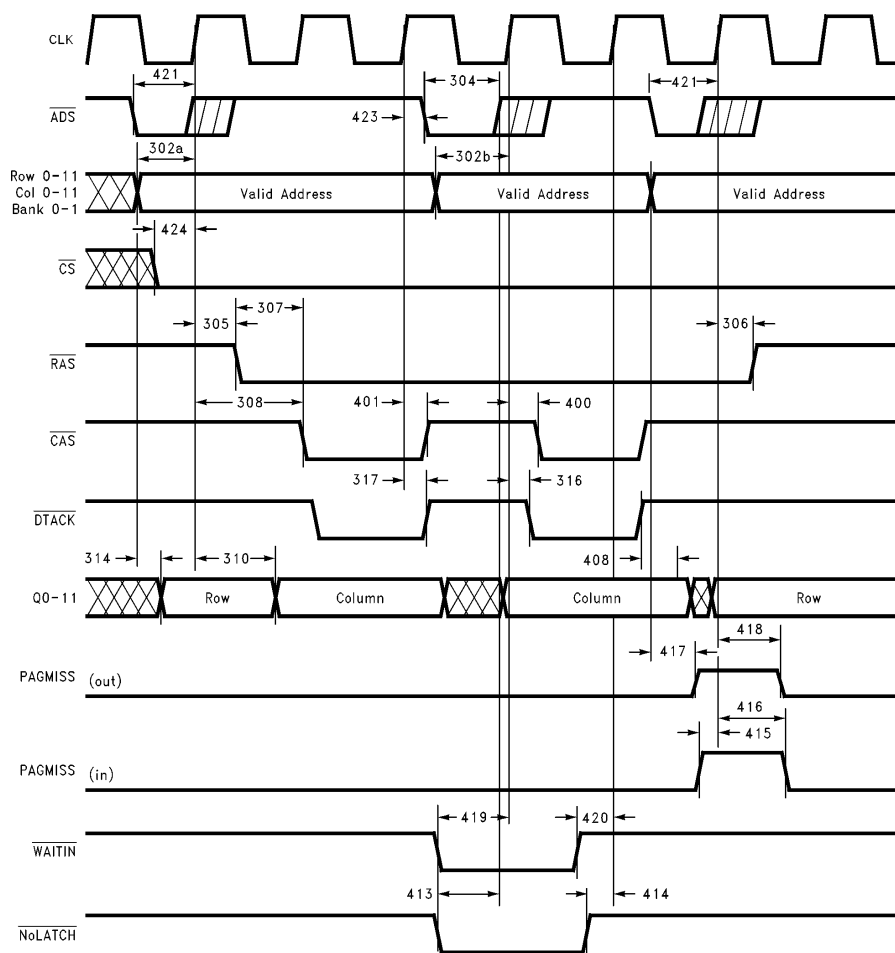 CLK
421 304 421
ADS
423
302a 302b
Row 0-11
Col 0-11
Bank 0-1
Valid Address Valid Address Valid Address
424
CS
307
305 306
RAS
308 401 400
CAS
317 316
DTACK
314 310 408
Q0-11 Row Column Column Row
418
417
PAGMISS (out)
416
415
PAGMISS (in)
419 420
WAITIN
413 414
NoLATCH